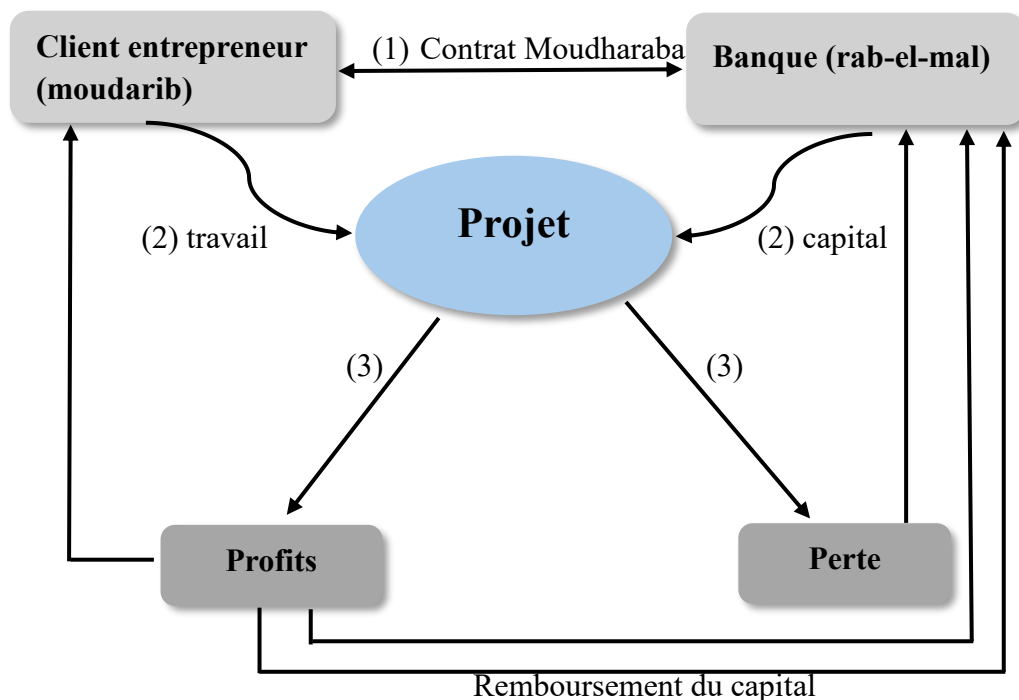 Client entrepreneur
(moudarib)
(1) Contrat Moudharaba
Banque (rab-el-mal)
Projet
(2) travail
(2) capital
(3)
(3)
Profits
Perte
Remboursement du capital